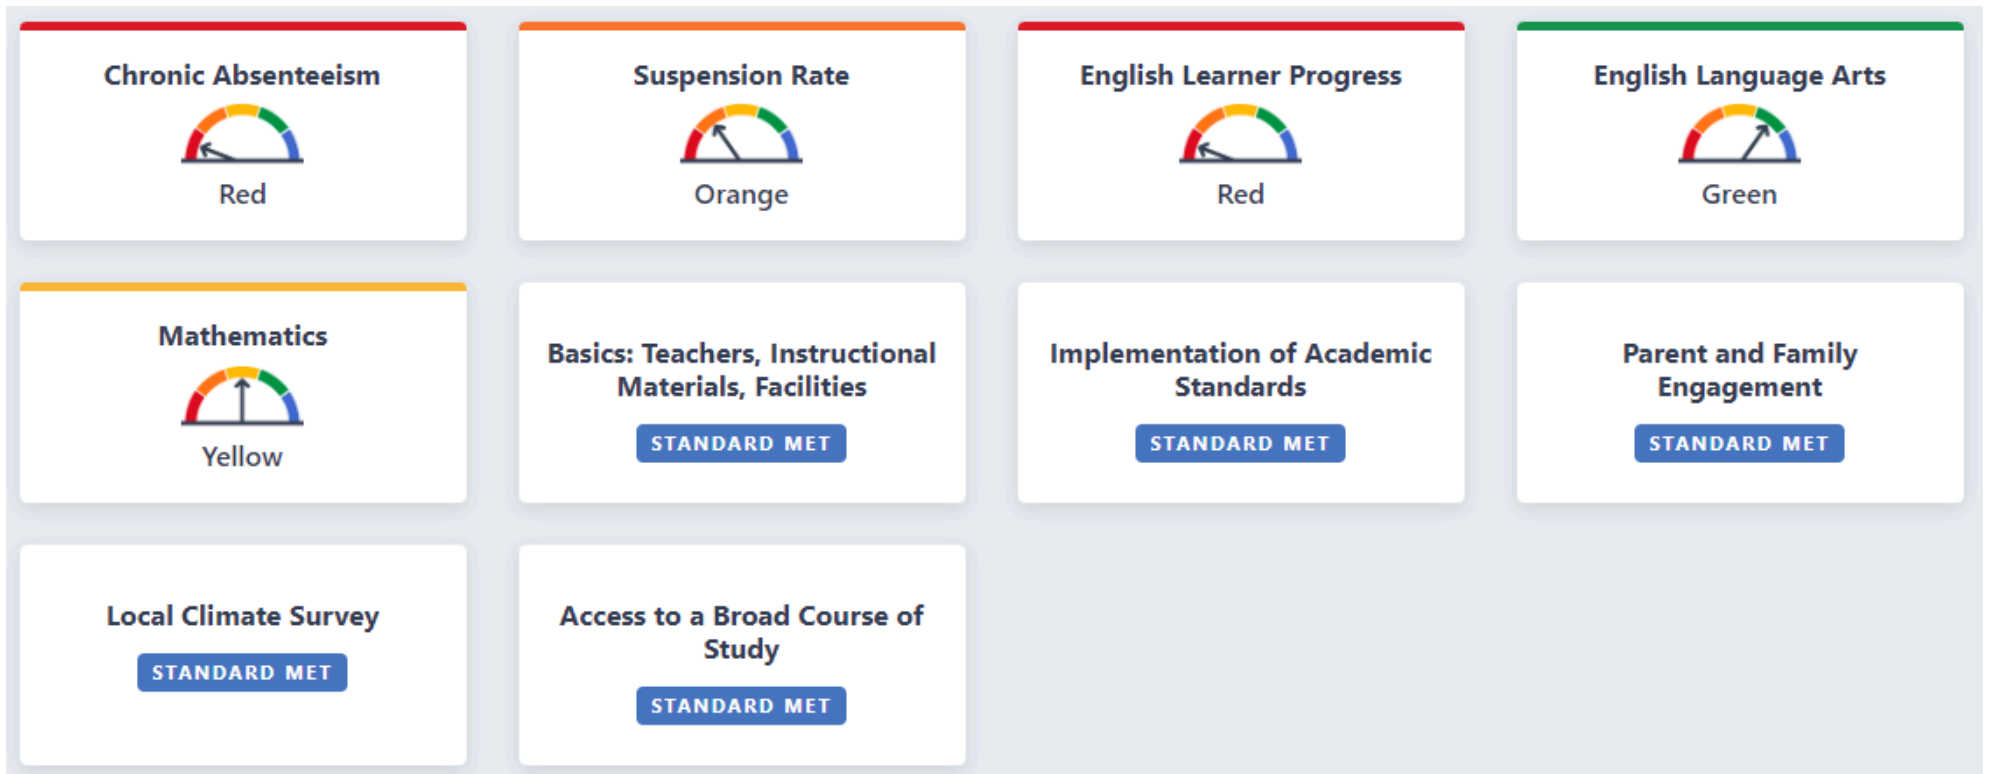 Chronic Absenteeism
Red
Suspension Rate
Orange
English Learner Progress
Red
English Language Arts
Green
Mathematics
Yellow
Basics: Teachers, Instructional
Materials, Facilities
STANDARD MET
Implementation of Academic
Standards
STANDARD MET
Parent and Family
Engagement
STANDARD MET
Local Climate Survey
STANDARD MET
Access to a Broad Course of
Study
STANDARD MET